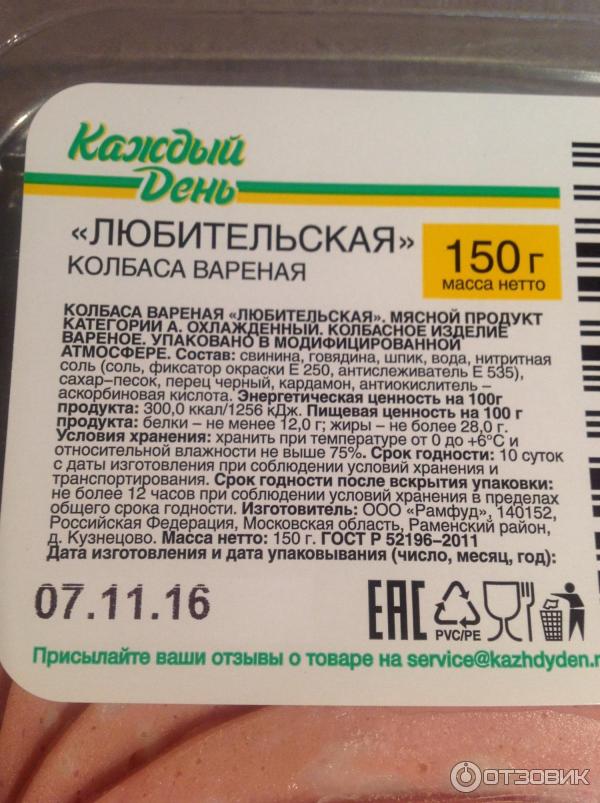 Каждый
День
«ЛЮБИТЕЛЬСКАЯ»
КОЛБАСА ВАРЕНАЯ
150 г
масса нетто
КОЛБАСА ВАРЕНАЯ «ЛЮБИТЕЛЬСКАЯ». МЯСНОЙ ПРОДУКТ
КАТЕГОРИИ А. ОХЛАЖДЕННЫЙ. КОЛБАСНОЕ ИЗДЕЛИЕ
ВАРЕНОЕ. УПАКОВАНО В МОДИФИЦИРОВАННОЙ
АТМОСФЕРЕ. Состав: свинина, говядина, шпик, вода, нитритная
соль (соль, фиксатор окраски Е 250, антислеживатель Е 535),
сахар-песок, перец черный, кардамон, антиокислитель –
аскорбиновая кислота. Энергетическая ценность на 100г
продукта: 300,0 ккал/1256 кДж. Пищевая ценность на 100 г
продукта: белки – не менее 12,0 г; жиры – не более 28,0 г.
Условия хранения: хранить при температуре от 0 до +6°С и
относительной влажности не выше 75%. Срок годности: 10 суток
с даты изготовления при соблюдении условий хранения и
транспортирования. Срок годности после вскрытия упаковки:
не более 12 часов при соблюдении условий хранения в пределах
общего срока годности. Изготовитель: ООО «Рамфуд», 140152,
Российская Федерация, Московская область, Раменский район,
д. Кузнецово. Масса нетто: 150 г. ГОСТ Р 52196–2011
Дата изготовления и дата упаковывания (число, месяц, год):
07.11.16
EAC
PVC/PE
Присылайте ваши отзывы о товаре на service@kazhdyden.r
ОТЗОВИК